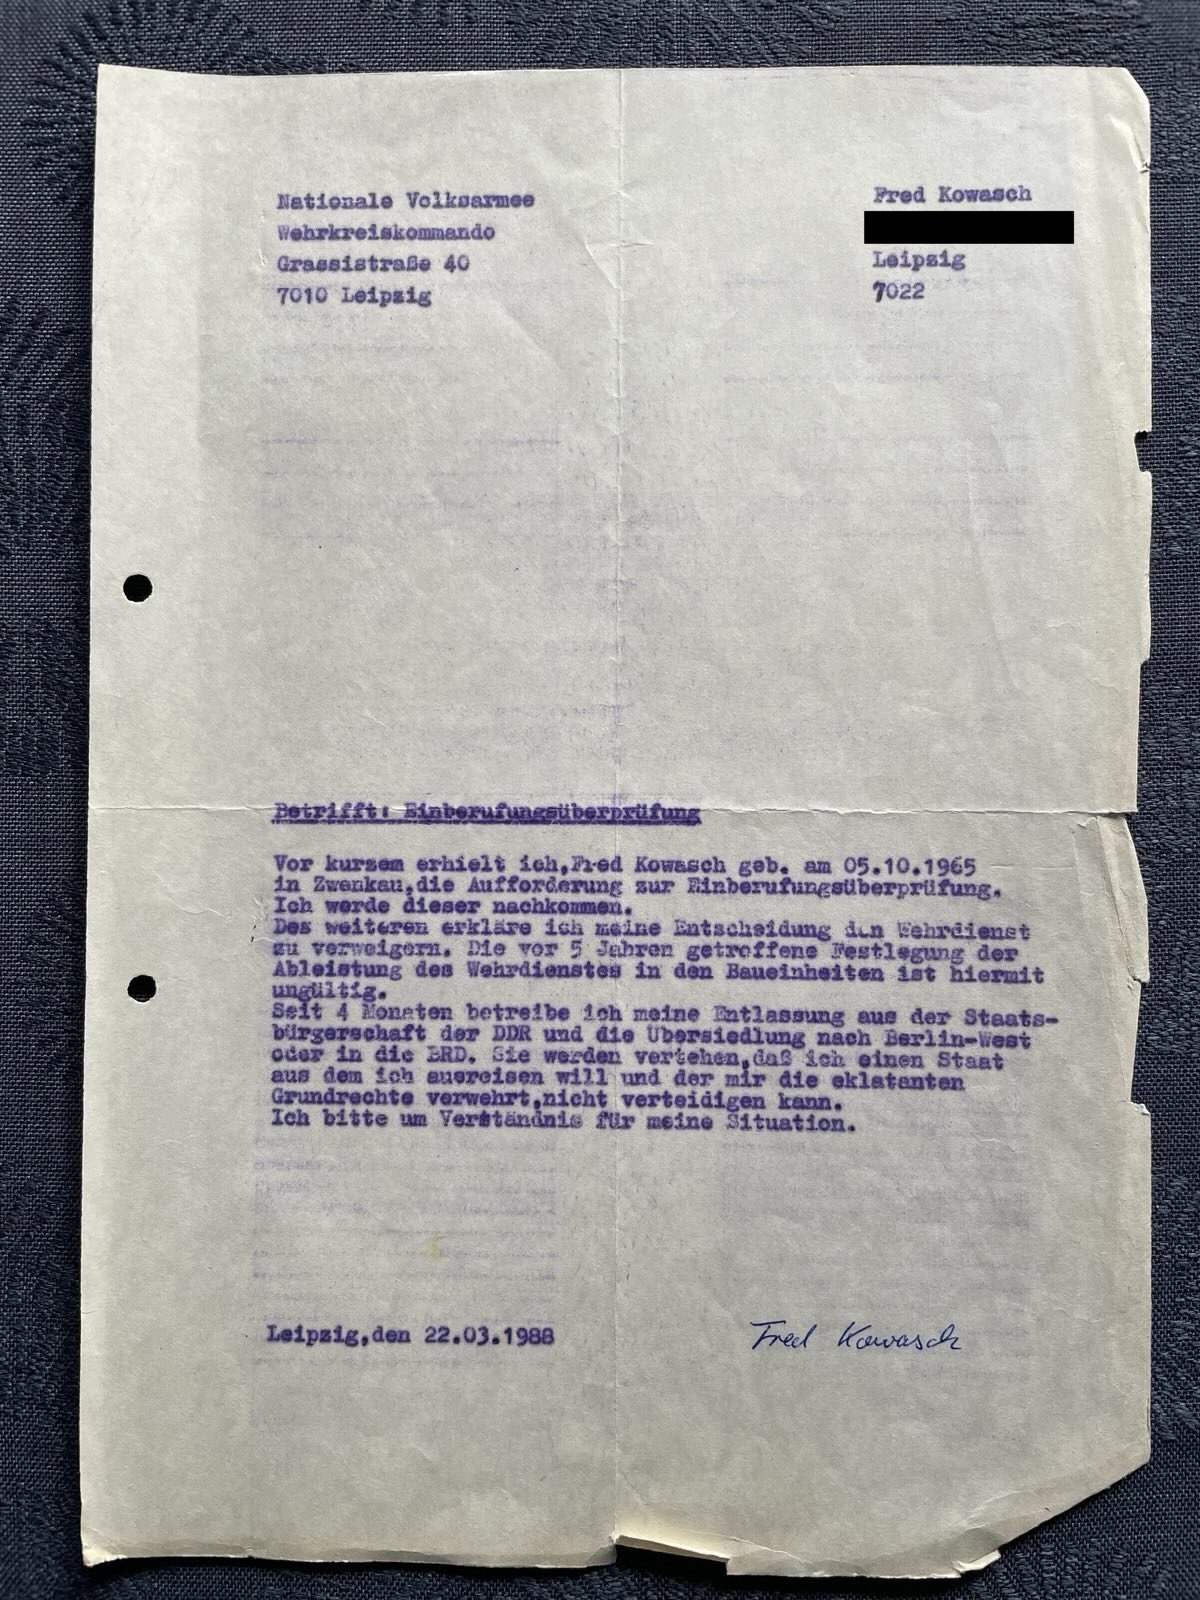 Nationale Volksarmee
Wehrkreiskommando
Grassistraße 40
7010 Leipzig
Fred Kowasch
Leipzig
7022
Betrifft: Einberufungsüberprüfung
Vor kurzem erhielt ich,Fred Kowasch geb. am 05.10.1965
in Zwenkau,die Aufforderung zur Einberufungsüberprüfung.
Ich werde dieser nachkommen.
Des weiteren erkläre ich meine Entscheidung den Wehrdienst
zu verweigern. Die vor 5 Jahren getroffene Festlegung der
Ableistung des Wehrdienstes in den Baueinheiten ist hiermit
ungültig.
Seit 4 Monaten betreibe ich meine Entlassung aus der Staats-
bürgerschaft der DDR und die Übersiedlung nach Berlin-West
oder in die BRD. Sie werden vertehen,daß ich einen Staat
aus dem ich ausreisen will und der mir die eklatanten
Grundrechte verwehrt,nicht verteidigen kann.
Ich bitte um Verständnis für meine Situation.
Leipzig,den 22.03.1988
Fred Kowasch